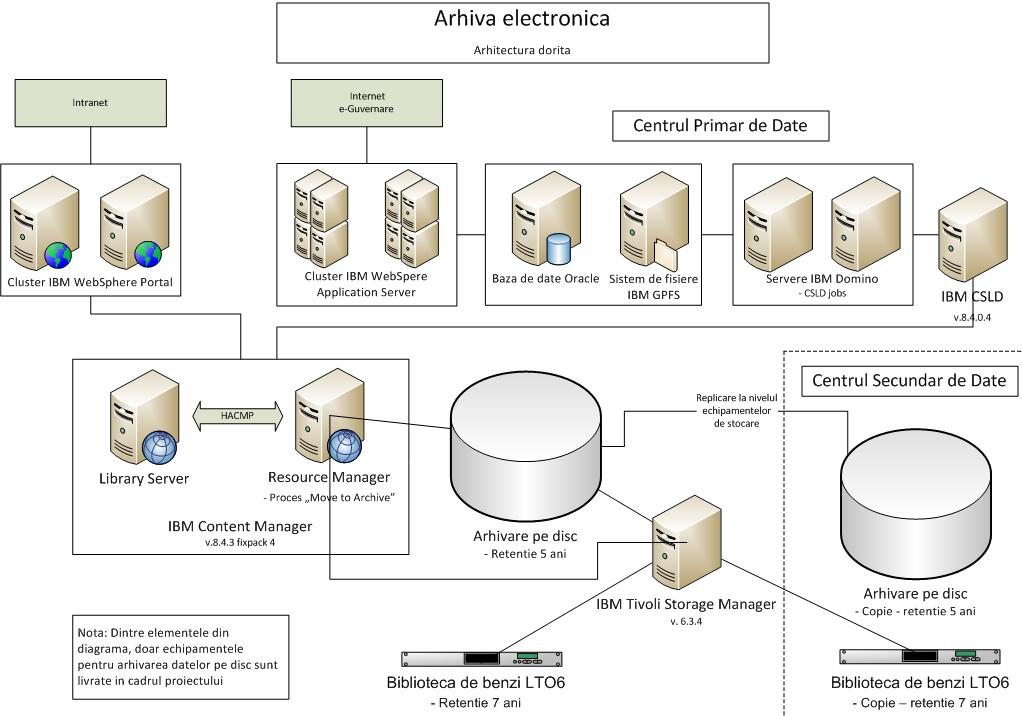 Arhiva electronica
Arhitectura dorita
Intranet
Internet
e-Guvernare
Centrul Primar de Date
Cluster IBM WebSphere Portal
Cluster IBM WebSpere
Application Server
Baza de date Oracle
Sistem de fisiere
IBM GPFS
Servere IBM Domino
- CSLD jobs
IBM CSLD
v.8.4.0.4
HACMP
Library Server
Resource Manager
- Proces „Move to Archive”
IBM Content Manager
v.8.4.3 fixpack 4
Arhivare pe disc
- Retentie 5 ani
Replicare la nivelul
echipamentelor
de stocare
Centrul Secundar de Date
Arhivare pe disc
- Copie - retentie 5 ani
IBM Tivoli Storage Manager
v. 6.3.4
Nota: Dintre elementele din
diagrama, doar echipamentele
pentru arhivarea datelor pe disc sunt
livrate in cadrul proiectului
Biblioteca de benzi LTO6
- Retentie 7 ani
Biblioteca de benzi LTO6
- Copie – retentie 7 ani